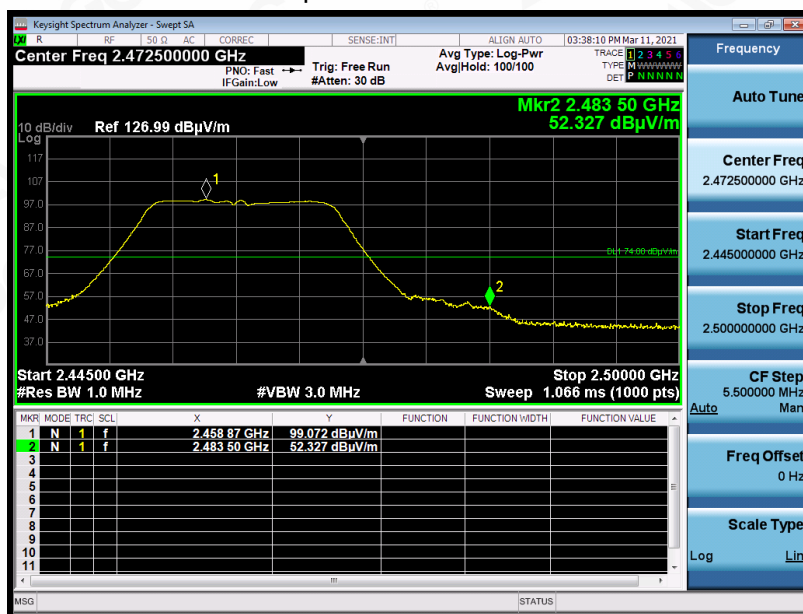 Keysight Spectrum Analyzer - Swept SA
LXI R RF 50 Ω AC CORREC SENSE:INT ALIGN AUTO 03:38:10 PM Mar 11, 2021
Center Freq 2.472500000 GHz
PNO: Fast
IFGain:Low
Trig: Free Run
#Atten: 30 dB
Avg Type: Log-Pwr
Avg|Hold: 100/100
TRACE 1 2 3 4 5 6
TYPE M WWWWW
DET P N N N N N
Mkr2 2.483 50 GHz
52.327 dBµV/m
10 dB/div Ref 126.99 dBµV/m
Log
117
107
97.0
87.0
77.0
67.0
57.0
47.0
37.0
1
2
DL1 74.00 dBµV/m
Start 2.44500 GHz Stop 2.50000 GHz
#Res BW 1.0 MHz #VBW 3.0 MHz Sweep 1.066 ms (1000 pts)
MKR MODE TRC SCL X Y FUNCTION FUNCTION WIDTH FUNCTION VALUE
1 N 1 f 2.458 87 GHz 99.072 dBµV/m
2 N 1 f 2.483 50 GHz 52.327 dBµV/m
3
4
5
6
7
8
9
10
11
MSG STATUS
Frequency
Auto Tune
Center Freq
2.472500000 GHz
Start Freq
2.445000000 GHz
Stop Freq
2.500000000 GHz
CF Step
5.500000 MHz
Auto Man
Freq Offset
0 Hz
Scale Type
Log Lin